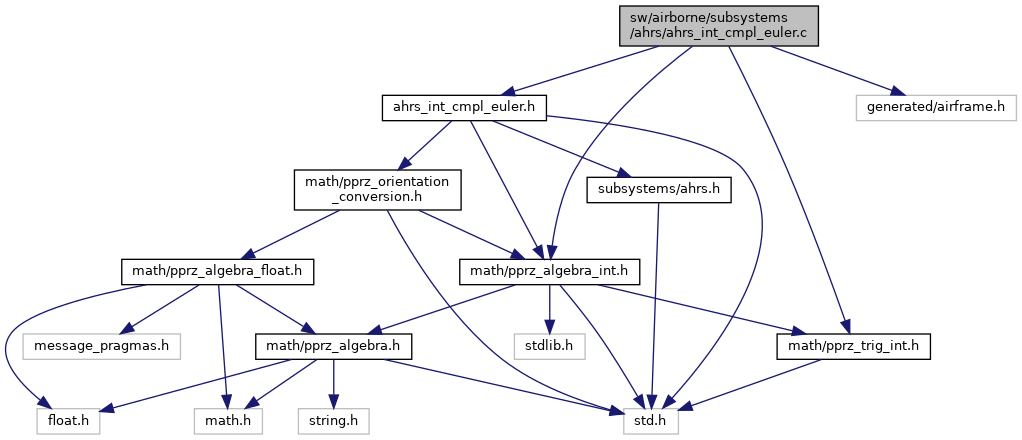 sw/airborne/subsystems
/ahrs/ahrs_int_cmpl_euler.c
ahrs_int_cmpl_euler.h
generated/airframe.h
math/pprz_orientation
_conversion.h
subsystems/ahrs.h
math/pprz_algebra_float.h
math/pprz_algebra_int.h
message_pragmas.h
math/pprz_algebra.h
stdlib.h
math/pprz_trig_int.h
float.h
math.h
string.h
std.h